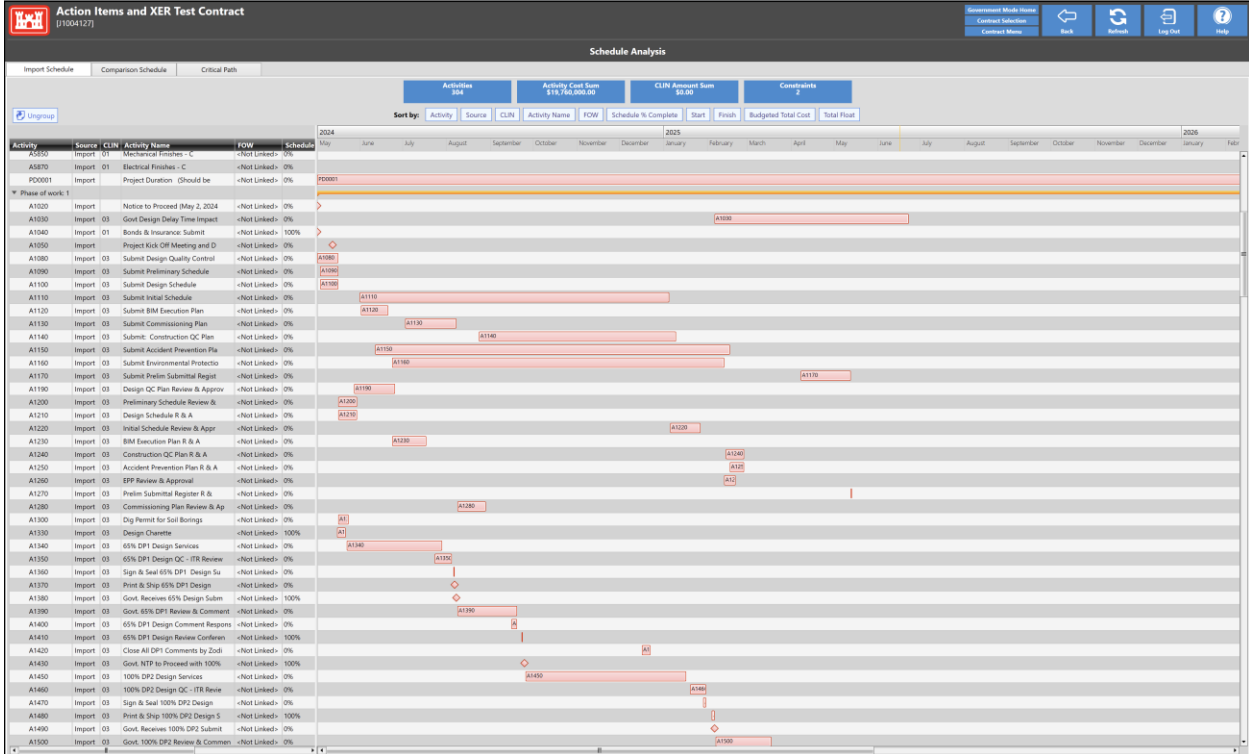 Action Items and XER Test Contract
[J1004127]
Government Mode Home
Contract Selection
Contract Menu
Back
Refresh
Log Out
Help
Schedule Analysis
Import Schedule Comparison Schedule Critical Path
Activities
304
Activity Cost Sum
$19,760,000.00
CLIN Amount Sum
$0.00
Constraints
2
Ungroup
Sort by: Activity Source CLIN Activity Name FOW Schedule % Complete Start Finish Budgeted Total Cost Total Float
2024 2025 2026
Activity Source CLIN Activity Name FOW Schedule May June July August September October November December January February March April May June July August September October November December January Febr
A5850 Import 01 Mechanical Finishes - C <Not Linked> 0%
A5870 Import 01 Electrical Finishes - C <Not Linked> 0%
PD0001 Import Project Duration (Should be <Not Linked> 0% PD0001
Phase of work: 1
A1020 Import Notice to Proceed (May 2, 2024 <Not Linked> 0%
A1030 Import 03 Govt Design Delay Time Impact <Not Linked> 0% A1030
A1040 Import 01 Bonds & Insurance: Submit <Not Linked> 100%
A1050 Import Project Kick Off Meeting and D <Not Linked> 0%
A1080 Import 03 Submit Design Quality Control <Not Linked> 0% A1080
A1090 Import 03 Submit Preliminary Schedule <Not Linked> 0% A1090
A1100 Import 03 Submit Design Schedule <Not Linked> 0% A1100
A1110 Import 03 Submit Initial Schedule <Not Linked> 0% A1110
A1120 Import 03 Submit BIM Execution Plan <Not Linked> 0% A1120
A1130 Import 03 Submit Commissioning Plan <Not Linked> 0% A1130
A1140 Import 03 Submit: Construction QC Plan <Not Linked> 0% A1140
A1150 Import 03 Submit Accident Prevention Pla <Not Linked> 0% A1150
A1160 Import 03 Submit Environmental Protectio <Not Linked> 0% A1160
A1170 Import 03 Submit Prelim Submittal Regist <Not Linked> 0% A1170
A1190 Import 03 Design QC Plan Review & Approv <Not Linked> 0% A1190
A1200 Import 03 Preliminary Schedule Review & <Not Linked> 0% A1200
A1210 Import 03 Design Schedule R & A <Not Linked> 0% A1210
A1220 Import 03 Initial Schedule Review & Appr <Not Linked> 0% A1220
A1230 Import 03 BIM Execution Plan R & A <Not Linked> 0% A1230
A1240 Import 03 Construction QC Plan R & A <Not Linked> 0% A1240
A1250 Import 03 Accident Prevention Plan R & A <Not Linked> 0% A125
A1260 Import 03 EPP Review & Approval <Not Linked> 0% A12
A1270 Import 03 Prelim Submittal Register R & <Not Linked> 0%
A1280 Import 03 Commissioning Plan Review & Ap <Not Linked> 0% A1280
A1300 Import 03 Dig Permit for Soil Borings <Not Linked> 0% A1
A1330 Import 03 Design Charette <Not Linked> 100% A1
A1340 Import 03 65% DP1 Design Services <Not Linked> 0% A1340
A1350 Import 03 65% DP1 Design QC - ITR Review <Not Linked> 0% A1350
A1360 Import 03 Sign & Seal 65% DP1 Design Su <Not Linked> 0%
A1370 Import 03 Print & Ship 65% DP1 Design <Not Linked> 0%
A1380 Import 03 Govt. Receives 65% Design Subm <Not Linked> 100%
A1390 Import 03 Govt. 65% DP1 Review & Comment <Not Linked> 0% A1390
A1400 Import 03 65% DP1 Design Comment Respons <Not Linked> 0% A
A1410 Import 03 65% DP1 Design Review Conferen <Not Linked> 100%
A1420 Import 03 Close All DP1 Comments by Zodi <Not Linked> 0% A1
A1430 Import 03 Govt. NTP to Proceed with 100% <Not Linked> 100%
A1450 Import 03 100% DP2 Design Services <Not Linked> 0% A1450
A1460 Import 03 100% DP2 Design QC - ITR Revie <Not Linked> 0% A146
A1470 Import 03 Sign & Seal 100% DP2 Design <Not Linked> 0%
A1480 Import 03 Print & Ship 100% DP2 Design S <Not Linked> 100%
A1490 Import 03 Govt. Receives 100% DP2 Submit <Not Linked> 0%
A1500 Import 03 Govt. 100% DP2 Review & Commen <Not Linked> 0% A1500